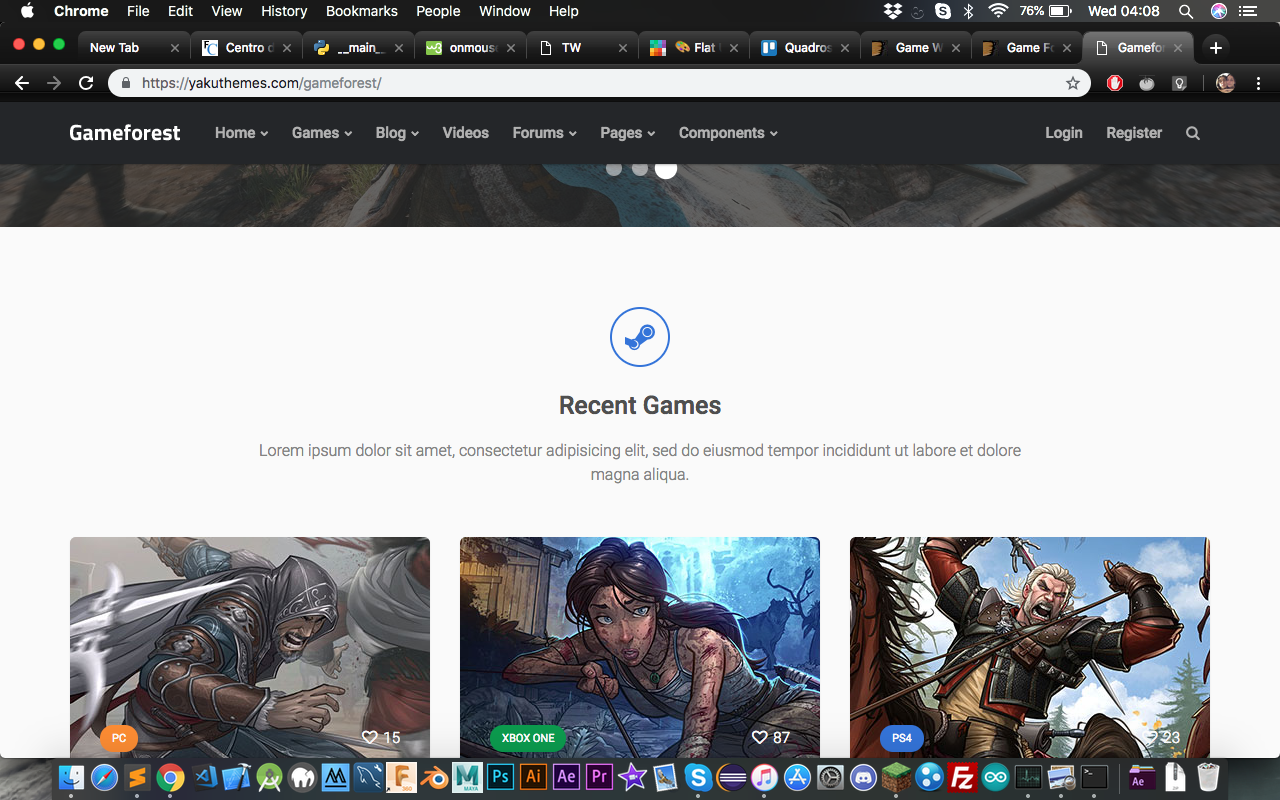 Chrome File Edit View History Bookmarks People Window Help 76% Wed 04:08
New Tab Centro d __main_ onmous TW Flat Quadros Game W Game Fo Gamefor
https://yakuthemes.com/gameforest/
Gameforest Home Games Blog Videos Forums Pages Components Login Register
Recent Games
Lorem ipsum dolor sit amet, consectetur adipisicing elit, sed do eiusmod tempor incididunt ut labore et dolore
magna aliqua.
PC 15 XBOX ONE 87 PS4 23
F 360 M MAYA Ps Ai Ae Pr S Fz Ae